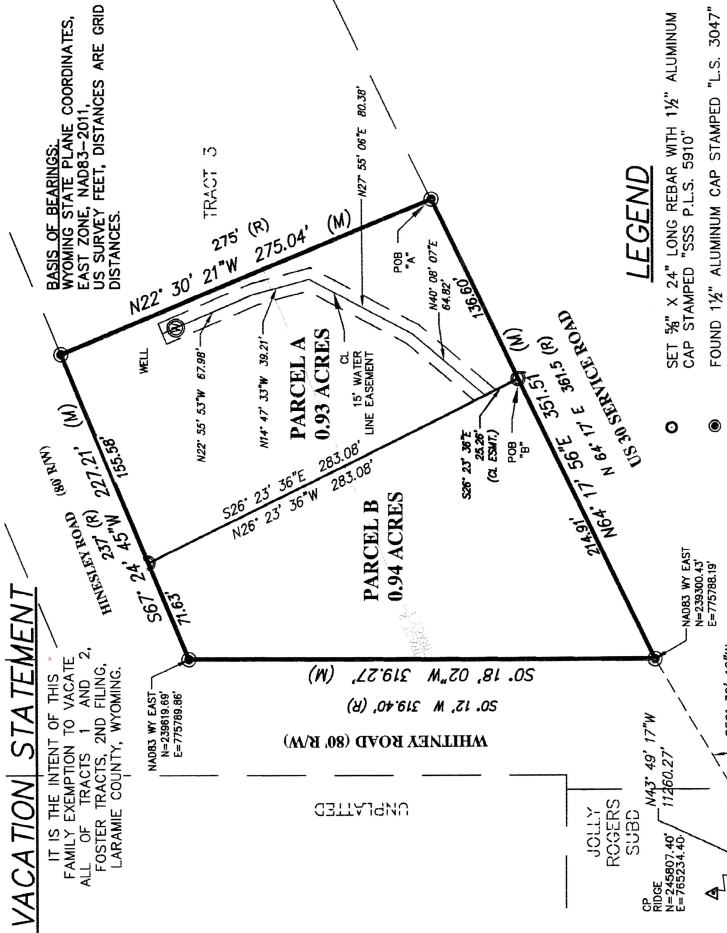 VACATION STATEMENT
IT IS THE INTENT OF THIS
FAMILY EXEMPTION TO VACATE
ALL OF TRACTS 1 AND 2,
FOSTER TRACTS, 2ND FILING,
LARAMIE COUNTY, WYOMING.
BASIS OF BEARINGS:
WYOMING STATE PLANE COORDINATES,
EAST ZONE, NAD83-2011,
US SURVEY FEET, DISTANCES ARE GRID
DISTANCES.
HINESLEY ROAD (80' R/W)
237' (R)
S67° 24' 45"W 227.21' (M)
71.63'
155.58'
275' (R)
N22° 30' 21"W 275.04' (M)
TRACT 3
WELL
W
N22° 55' 53"W 67.98'
N14° 47' 33"W 39.21'
N27° 55' 06"E 80.38'
N40° 08' 07"E
64.82'
CL
15' WATER
LINE EASEMENT
PARCEL A
0.93 ACRES
POB
"A"
S26° 23' 36"E 283.08'
N26° 23' 36"W 283.08'
PARCEL B
0.94 ACRES
S26° 23' 36"E
25.26'
(CL ESMT.)
POB
"B"
136.60'
214.91'
N64° 17' 56"E 351.51' (M)
N 64° 17 E 361.5 (R)
US 30 SERVICE ROAD
NAD83 WY EAST
N=239619.69'
E=775789.86'
S0° 18' 02"W 319.27' (M)
S0° 12' W 319.40' (R)
WHITNEY ROAD (80' R/W)
NAD83 WY EAST
N=239300.43'
E=775788.19'
UNPLATTED
JOLLY
ROGERS
SUBD
CP
RIDGE
N=245807.40'
E=765234.40
N43° 49' 17"W
11260.27'
LEGEND
SET ⅝" X 24" LONG REBAR WITH 1½" ALUMINUM
CAP STAMPED "SSS P.L.S. 5910"
FOUND 1½" ALUMINUM CAP STAMPED "L.S. 3047"